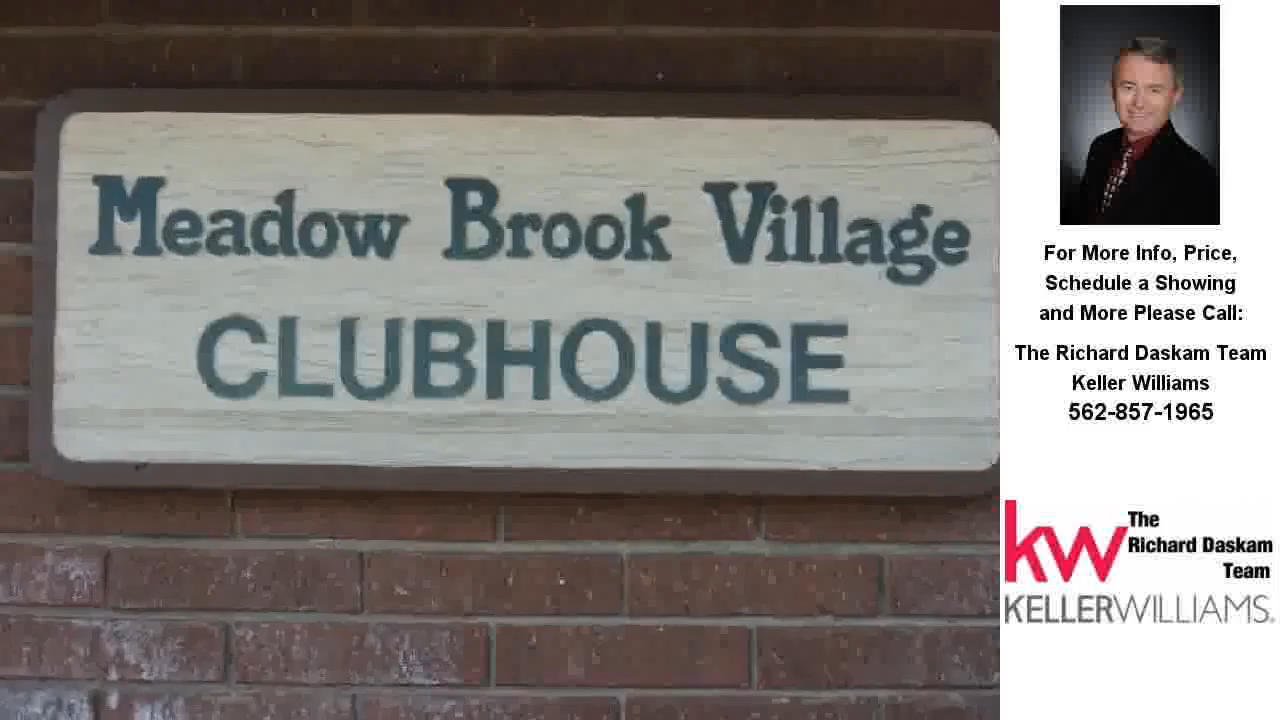 Meadow Brook Village
CLUBHOUSE
For More Info, Price,
Schedule a Showing
and More Please Call:
The Richard Daskam Team
Keller Williams
562-857-1965
kw The
Richard Daskam
Team
KELLERWILLIAMS.